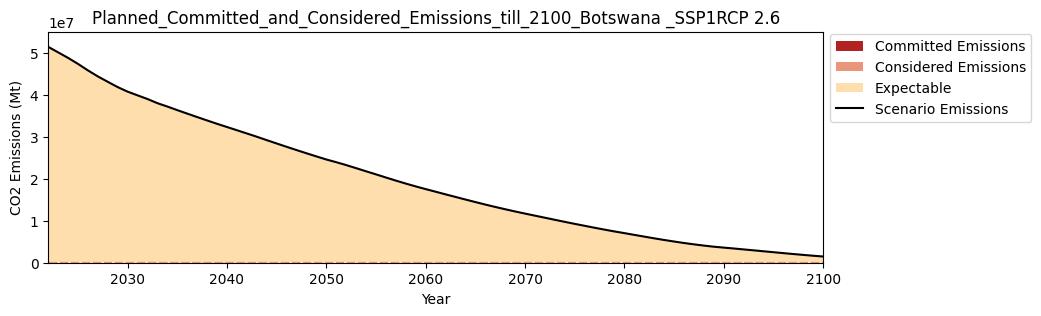 Planned_Committed_and_Considered_Emissions_till_2100_Botswana _SSP1RCP 2.6
1e7
5
4
3
2
1
0
CO2 Emissions (Mt)
2030 2040 2050 2060 2070 2080 2090 2100
Year
Committed Emissions
Considered Emissions
Expectable
Scenario Emissions